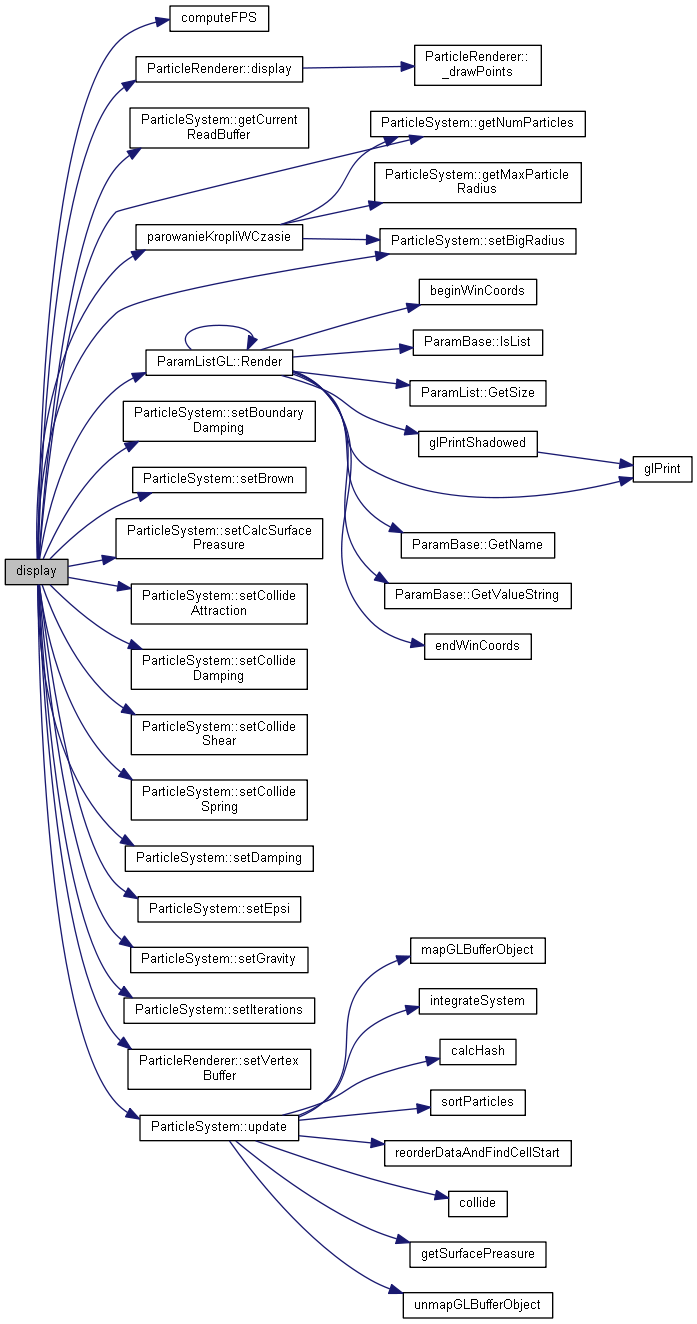 computeFPS
ParticleRenderer::display
ParticleRenderer::
_drawPoints
ParticleSystem::getCurrent
ReadBuffer
ParticleSystem::getNumParticles
ParticleSystem::getMaxParticle
Radius
parowanieKropliWCzasie
ParticleSystem::setBigRadius
beginWinCoords
ParamBase::IsList
ParamListGL::Render
ParamList::GetSize
ParticleSystem::setBoundary
Damping
glPrintShadowed
glPrint
ParticleSystem::setBrown
ParticleSystem::setCalcSurface
Preasure
ParamBase::GetName
display
ParticleSystem::setCollide
Attraction
ParamBase::GetValueString
endWinCoords
ParticleSystem::setCollide
Damping
ParticleSystem::setCollide
Shear
ParticleSystem::setCollide
Spring
ParticleSystem::setDamping
ParticleSystem::setEpsi
ParticleSystem::setGravity
mapGLBufferObject
integrateSystem
ParticleSystem::setIterations
calcHash
ParticleRenderer::setVertex
Buffer
sortParticles
ParticleSystem::update
reorderDataAndFindCellStart
collide
getSurfacePreasure
unmapGLBufferObject